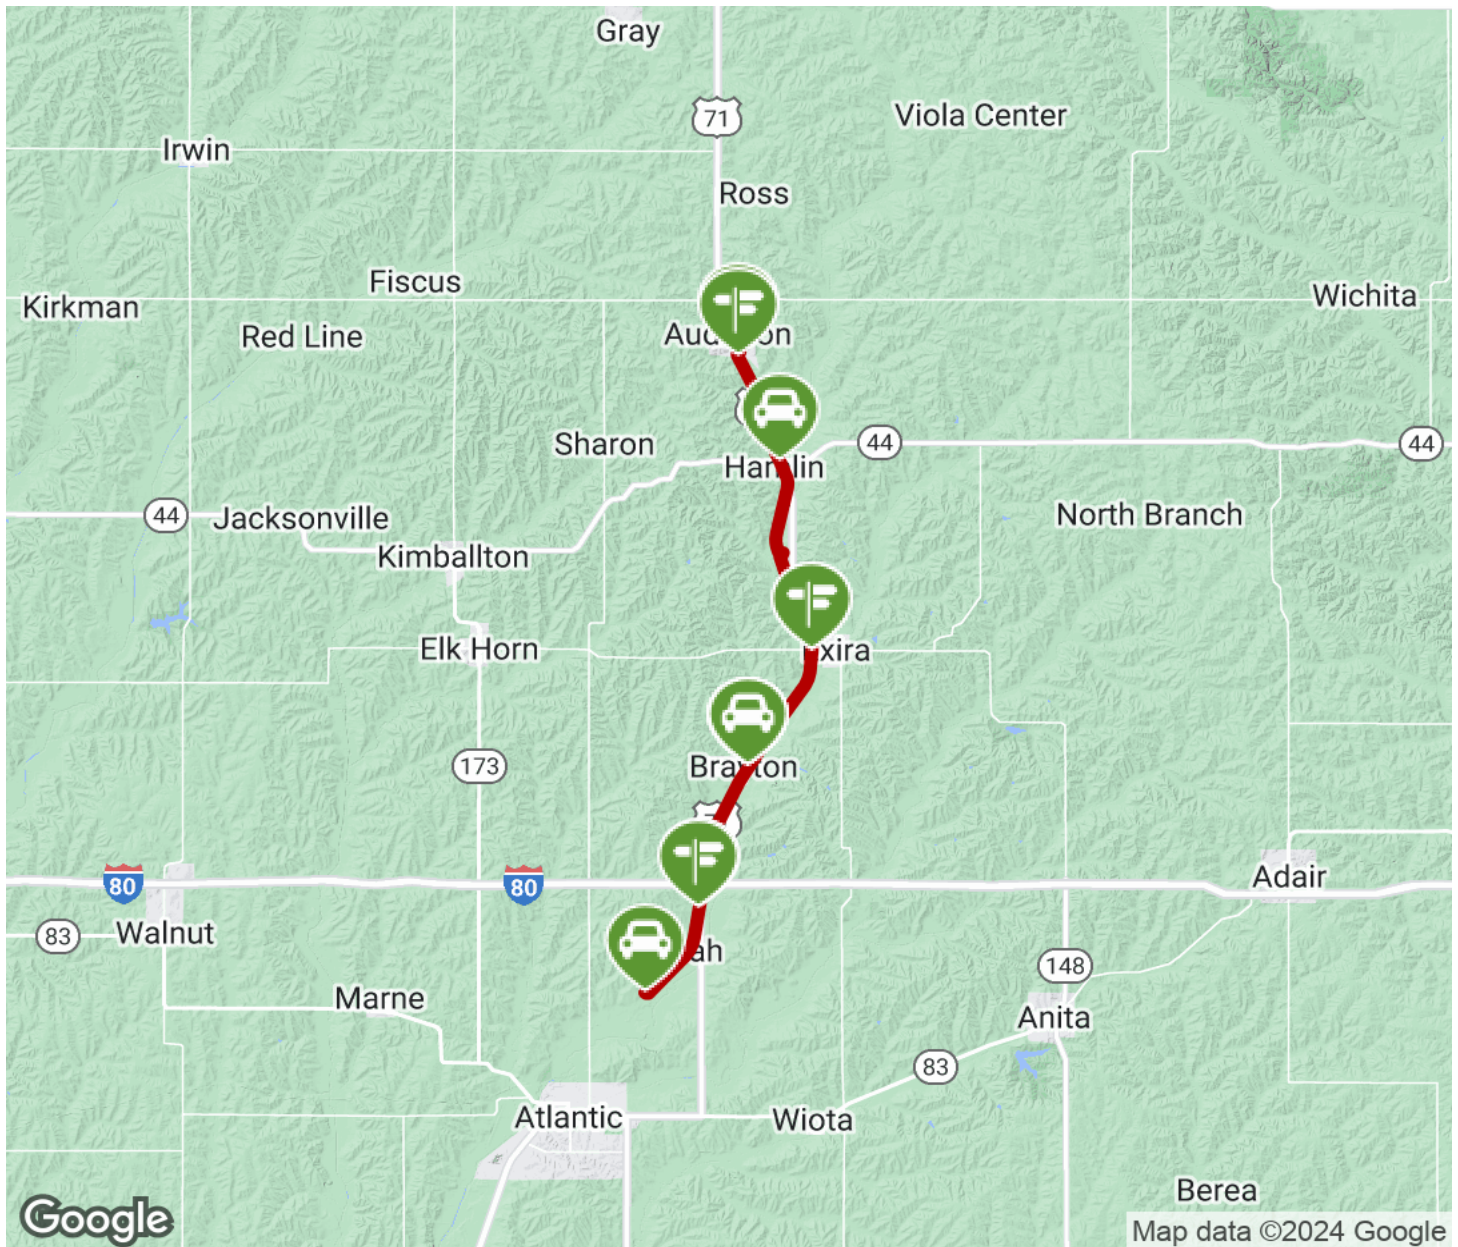 Gray
71
Viola Center
Irwin
Ross
Fiscus
Wichita
Kirkman
Red Line
Sharon
44
44
44
Jacksonville
North Branch
Kimballton
Elk Horn
173
80
80
Adair
Walnut
83
148
Marne
Anita
83
Atlantic
Wiota
Berea
Google
Map data ©2024 Google